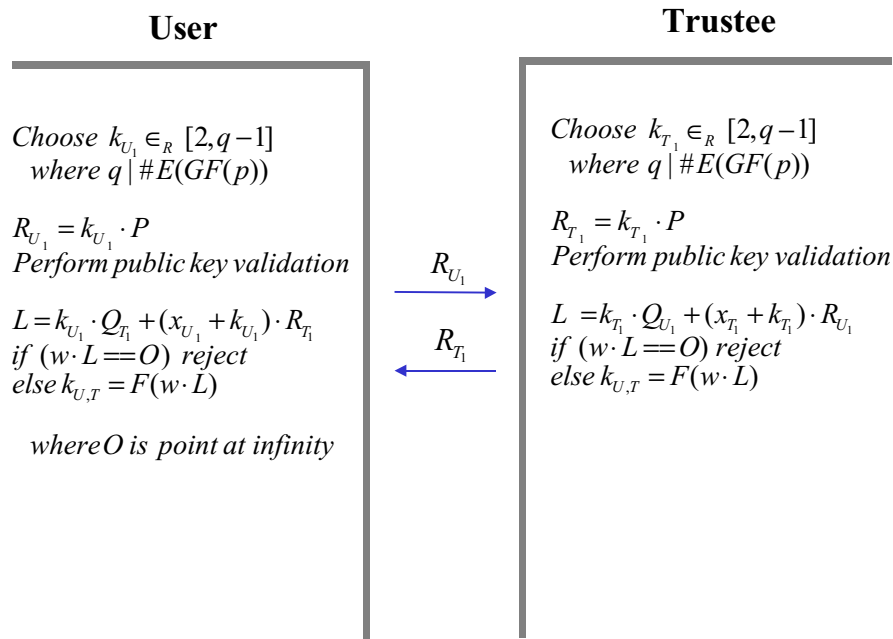 User
Choose k_{U_1} ∈_R [2,q−1]
where q | #E(GF(p))
R_{U_1} = k_{U_1} · P
Perform public key validation
L = k_{U_1} · Q_{T_1} + (x_{U_1} + k_{U_1}) · R_{T_1}
if (w · L == O) reject
else k_{U,T} = F(w · L)
where O is point at infinity
R_{U_1}
R_{T_1}
Trustee
Choose k_{T_1} ∈_R [2,q−1]
where q | #E(GF(p))
R_{T_1} = k_{T_1} · P
Perform public key validation
L = k_{T_1} · Q_{U_1} + (x_{T_1} + k_{T_1}) · R_{U_1}
if (w · L == O) reject
else k_{U,T} = F(w · L)